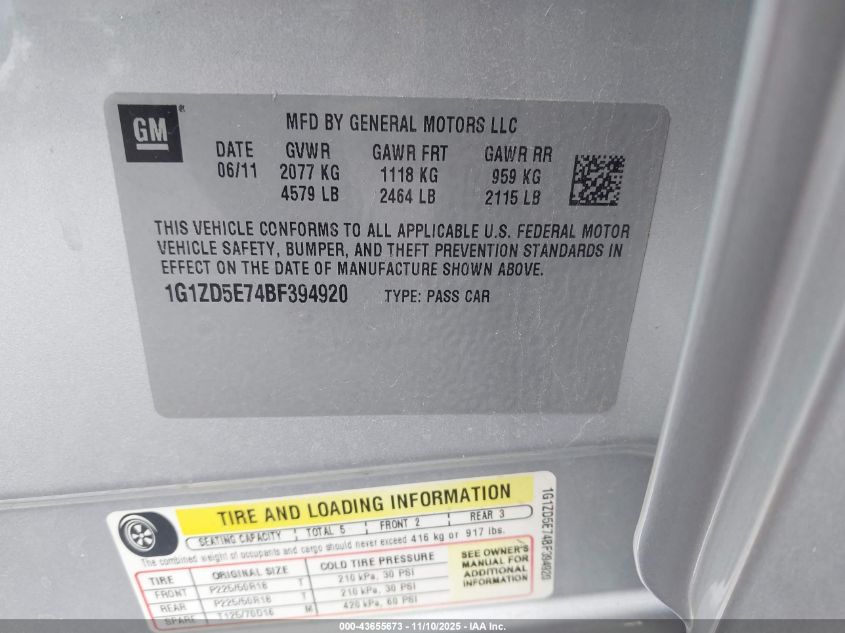 GM ®
MFD BY GENERAL MOTORS LLC
DATE GVWR GAWR FRT GAWR RR
06/11 2077 KG 1118 KG 959 KG
4579 LB 2464 LB 2115 LB
THIS VEHICLE CONFORMS TO ALL APPLICABLE U.S. FEDERAL MOTOR
VEHICLE SAFETY, BUMPER, AND THEFT PREVENTION STANDARDS IN
EFFECT ON THE DATE OF MANUFACTURE SHOWN ABOVE.
1G1ZD5E74BF394920 TYPE: PASS CAR
TIRE AND LOADING INFORMATION
SEATING CAPACITY TOTAL 5 FRONT 2 REAR 3
The combined weight of occupants and cargo should never exceed 416 kg or 917 lbs.
TIRE ORIGINAL SIZE COLD TIRE PRESSURE
FRONT P225/50R18 T 210 kPa, 30 PSI
REAR P225/50R18 T 210 kPa, 30 PSI
SPARE T125/70D16 M 420 kPa, 60 PSI
SEE OWNER'S
MANUAL FOR
ADDITIONAL
INFORMATION
1G1ZD5E74BF394920
000-43655673 - 11/10/2025 - IAA Inc.